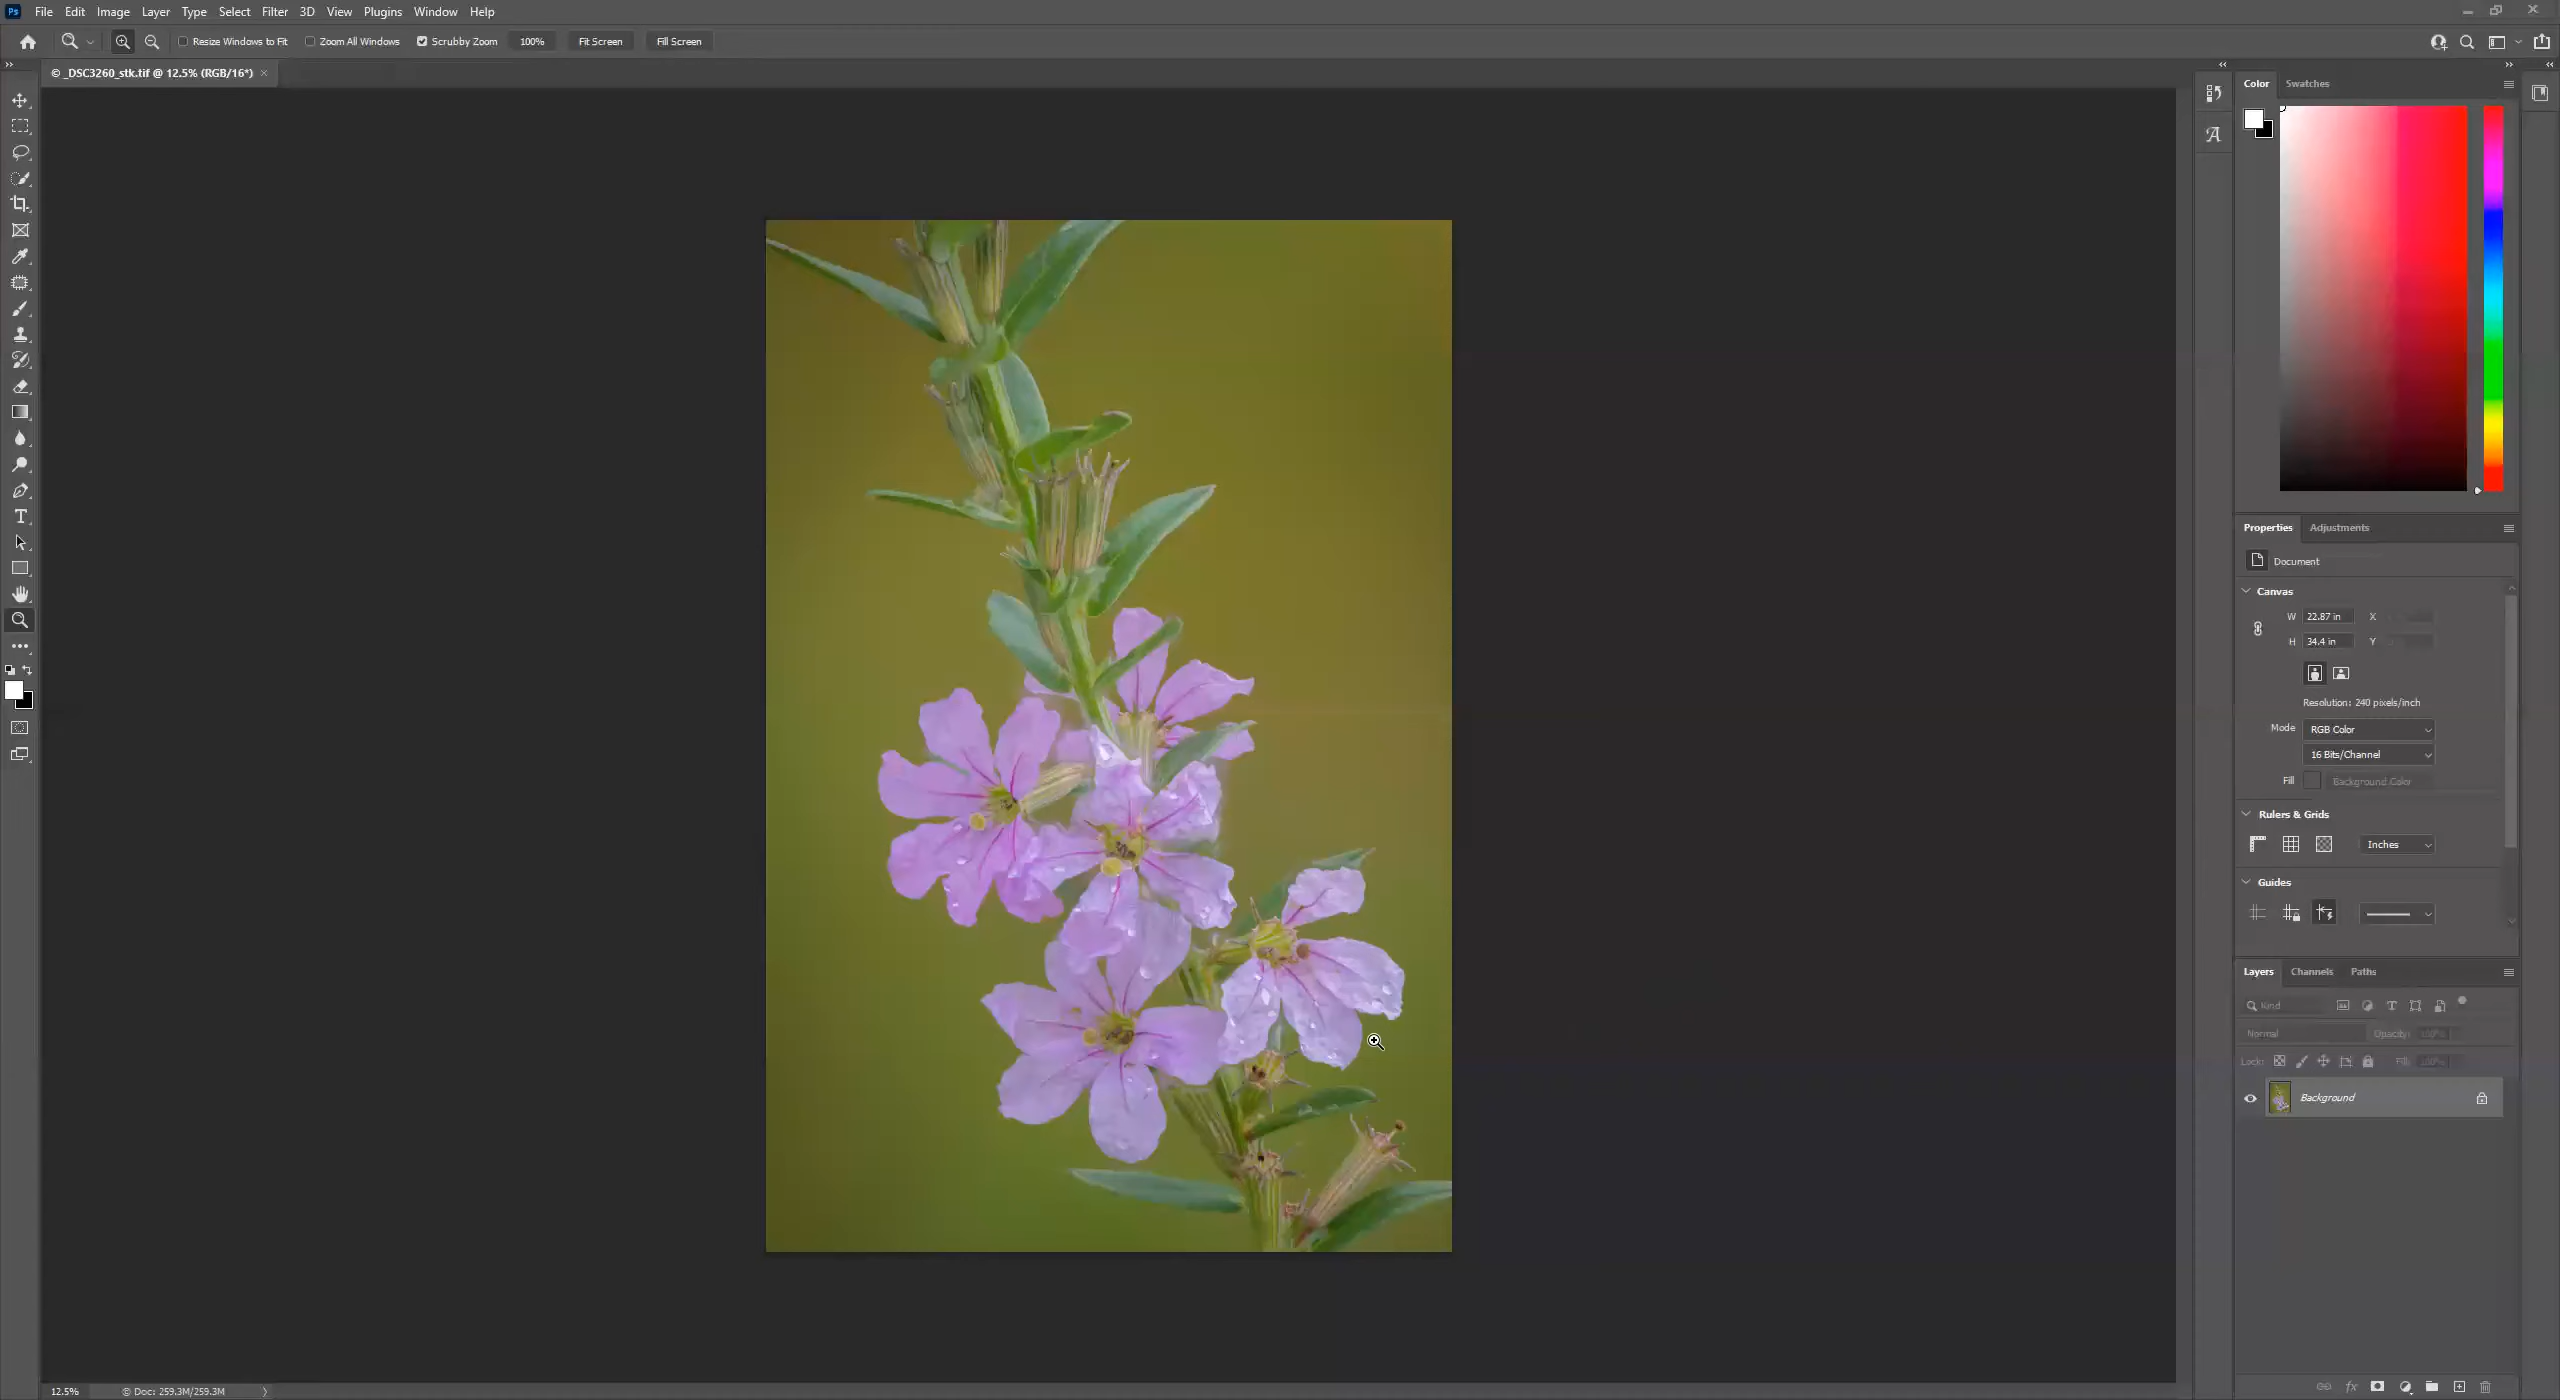 Ps File Edit Image Layer Type Select Filter 3D View Plugins Window Help
Resize Windows to Fit Zoom All Windows Scrubby Zoom 100% Fit Screen Fill Screen
© _DSC3260_stk.tif @ 12.5% (RGB/16*) ×
Color Swatches
Properties Adjustments
Document
Canvas
W 22.87 in X
H 34.4 in Y
Resolution: 240 pixels/inch
Mode RGB Color
16 Bits/Channel
Fill Background Color
Rulers & Grids
Inches
Guides
Layers Channels Paths
Kind
Normal Opacity: 100%
Lock: Fill: 100%
Background
fx
12.5% © Doc: 259.3M/259.3M